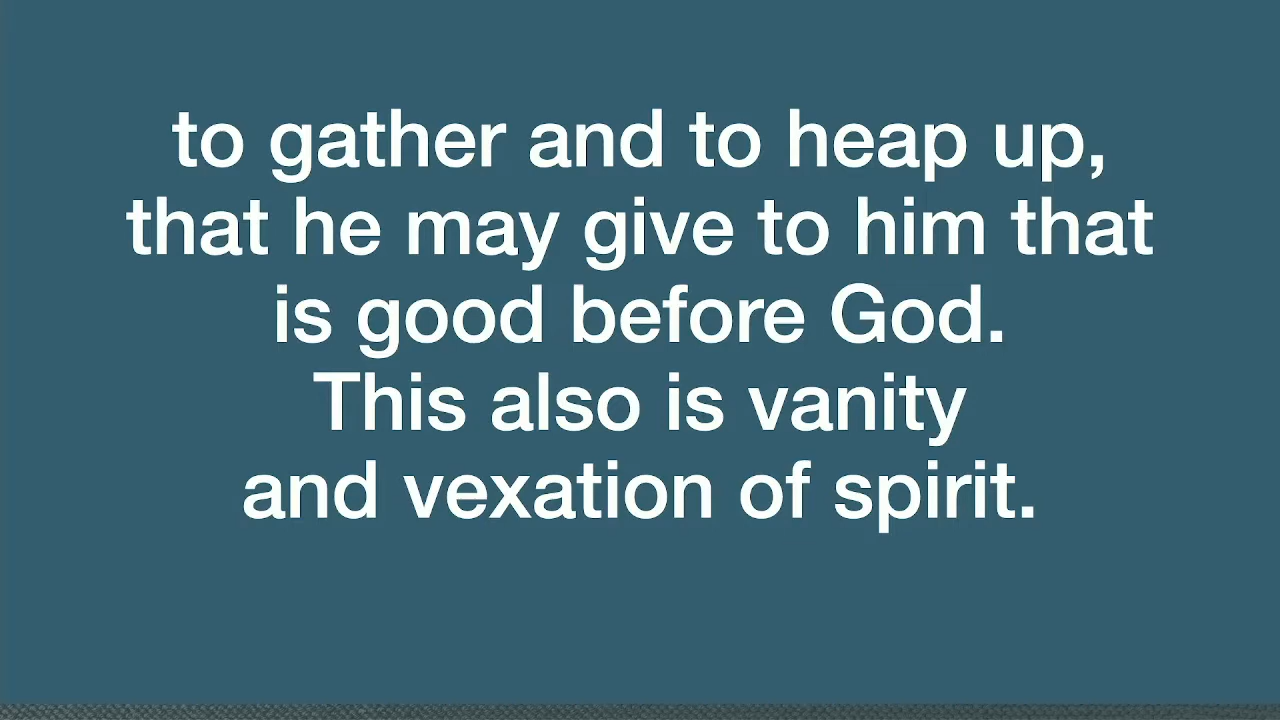 to gather and to heap up,
that he may give to him that
is good before God.
This also is vanity
and vexation of spirit.